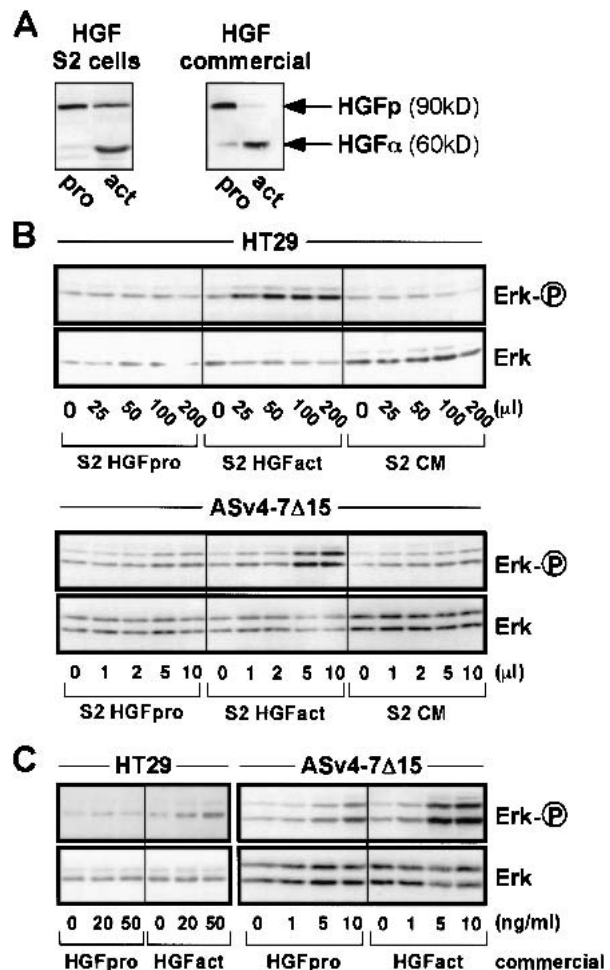 A
HGF
S2 cells
HGF
commercial
HGFp (90kD)
HGFα (60kD)
pro act
pro act
B
HT29
Erk-Ⓟ
Erk
0 25 50 100 200 0 25 50 100 200 0 25 50 100 200 (μl)
S2 HGFpro S2 HGFact S2 CM
ASv4-7Δ15
Erk-Ⓟ
Erk
0 1 2 5 10 0 1 2 5 10 0 1 2 5 10 (μl)
S2 HGFpro S2 HGFact S2 CM
C
HT29 ASv4-7Δ15
Erk-Ⓟ
Erk
0 20 50 0 20 50 0 1 5 10 0 1 5 10 (ng/ml)
HGFpro HGFact HGFpro HGFact commercial